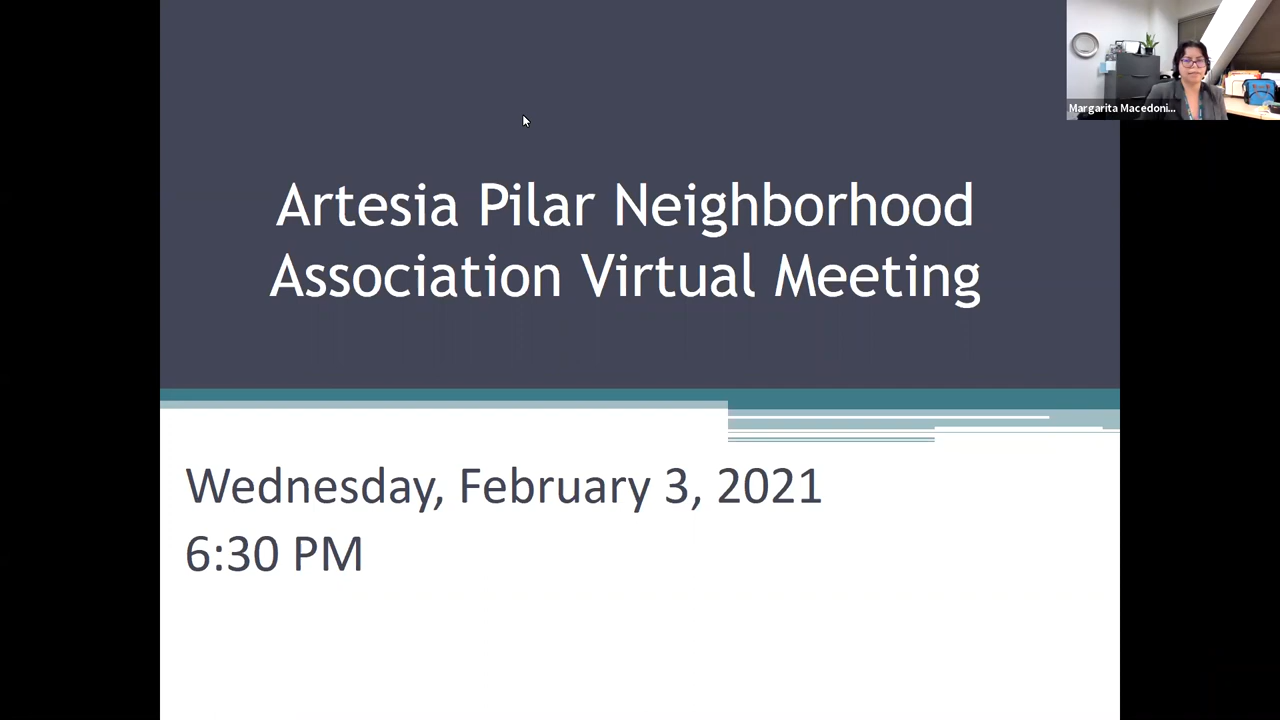 Margarita Macedoni...
Artesia Pilar Neighborhood
Association Virtual Meeting
Wednesday, February 3, 2021
6:30 PM